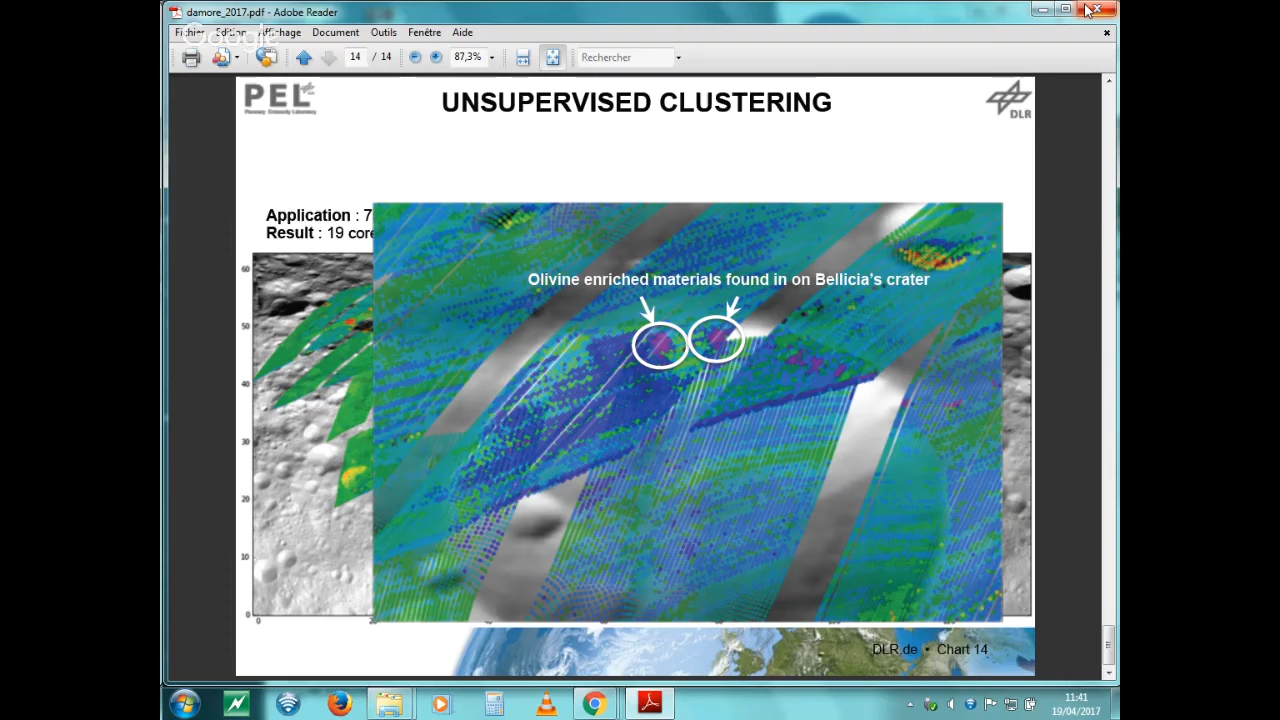 damore_2017.pdf - Adobe Reader
Fichier Edition Affichage Document Outils Fenêtre Aide
Google
14 / 14 87,3% Rechercher
PEL
UNSUPERVISED CLUSTERING
DLR
Application : 7
Result : 19 core
Olivine enriched materials found in on Bellicia's crater
60
50
40
30
20
10
0
0
DLR.de • Chart 14
11:41
19/04/2017